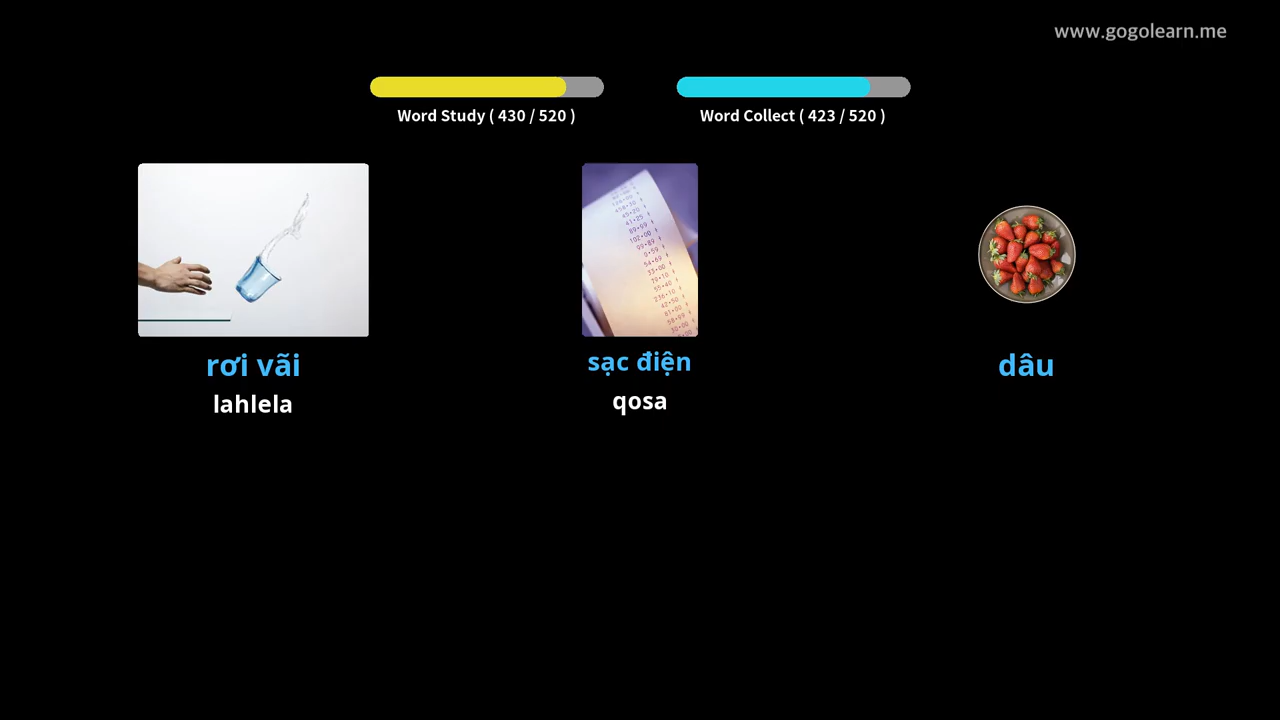 www.gogolearn.me
Word Study ( 430 / 520 )
Word Collect ( 423 / 520 )
rơi vãi
lahlela
sạc điện
qosa
dâu